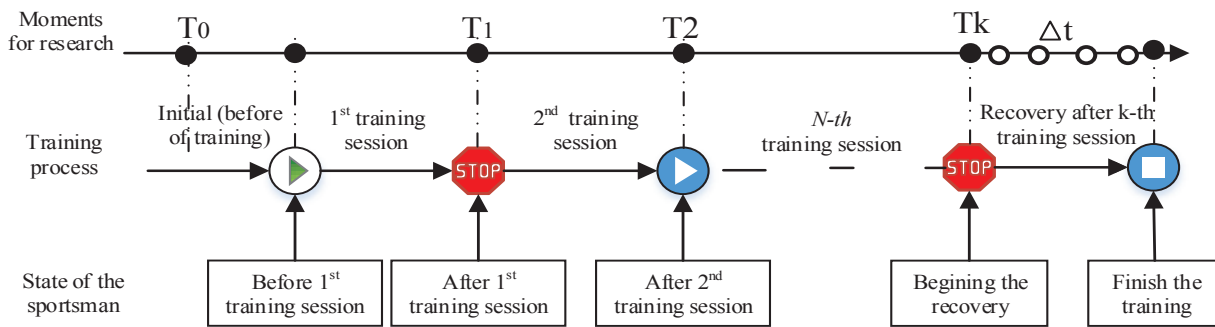 Moments
for research
T0
T1
T2
Tk
Δt
Training
process
Initial (before
of training)
1st training
session
2nd training
session
N-th
training session
Recovery after k-th
training session
STOP
STOP
State of the
sportsman
Before 1st
training session
After 1st
training session
After 2nd
training session
Begining the
recovery
Finish the
training